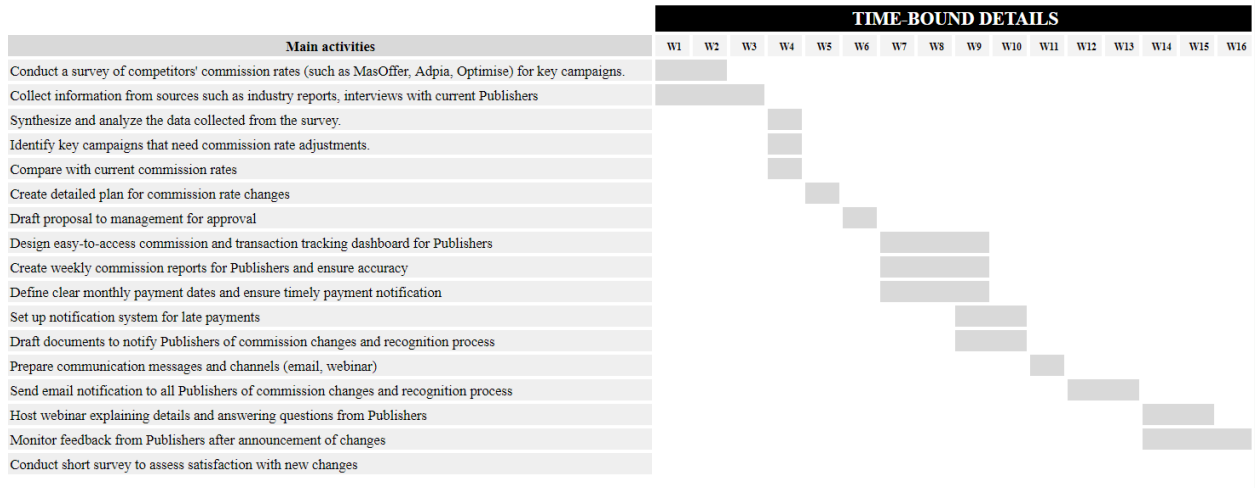 TIME-BOUND DETAILS
Main activities W1 W2 W3 W4 W5 W6 W7 W8 W9 W10 W11 W12 W13 W14 W15 W16
Conduct a survey of competitors' commission rates (such as MasOffer, Adpia, Optimise) for key campaigns.
Collect information from sources such as industry reports, interviews with current Publishers
Synthesize and analyze the data collected from the survey.
Identify key campaigns that need commission rate adjustments.
Compare with current commission rates
Create detailed plan for commission rate changes
Draft proposal to management for approval
Design easy-to-access commission and transaction tracking dashboard for Publishers
Create weekly commission reports for Publishers and ensure accuracy
Define clear monthly payment dates and ensure timely payment notification
Set up notification system for late payments
Draft documents to notify Publishers of commission changes and recognition process
Prepare communication messages and channels (email, webinar)
Send email notification to all Publishers of commission changes and recognition process
Host webinar explaining details and answering questions from Publishers
Monitor feedback from Publishers after announcement of changes
Conduct short survey to assess satisfaction with new changes